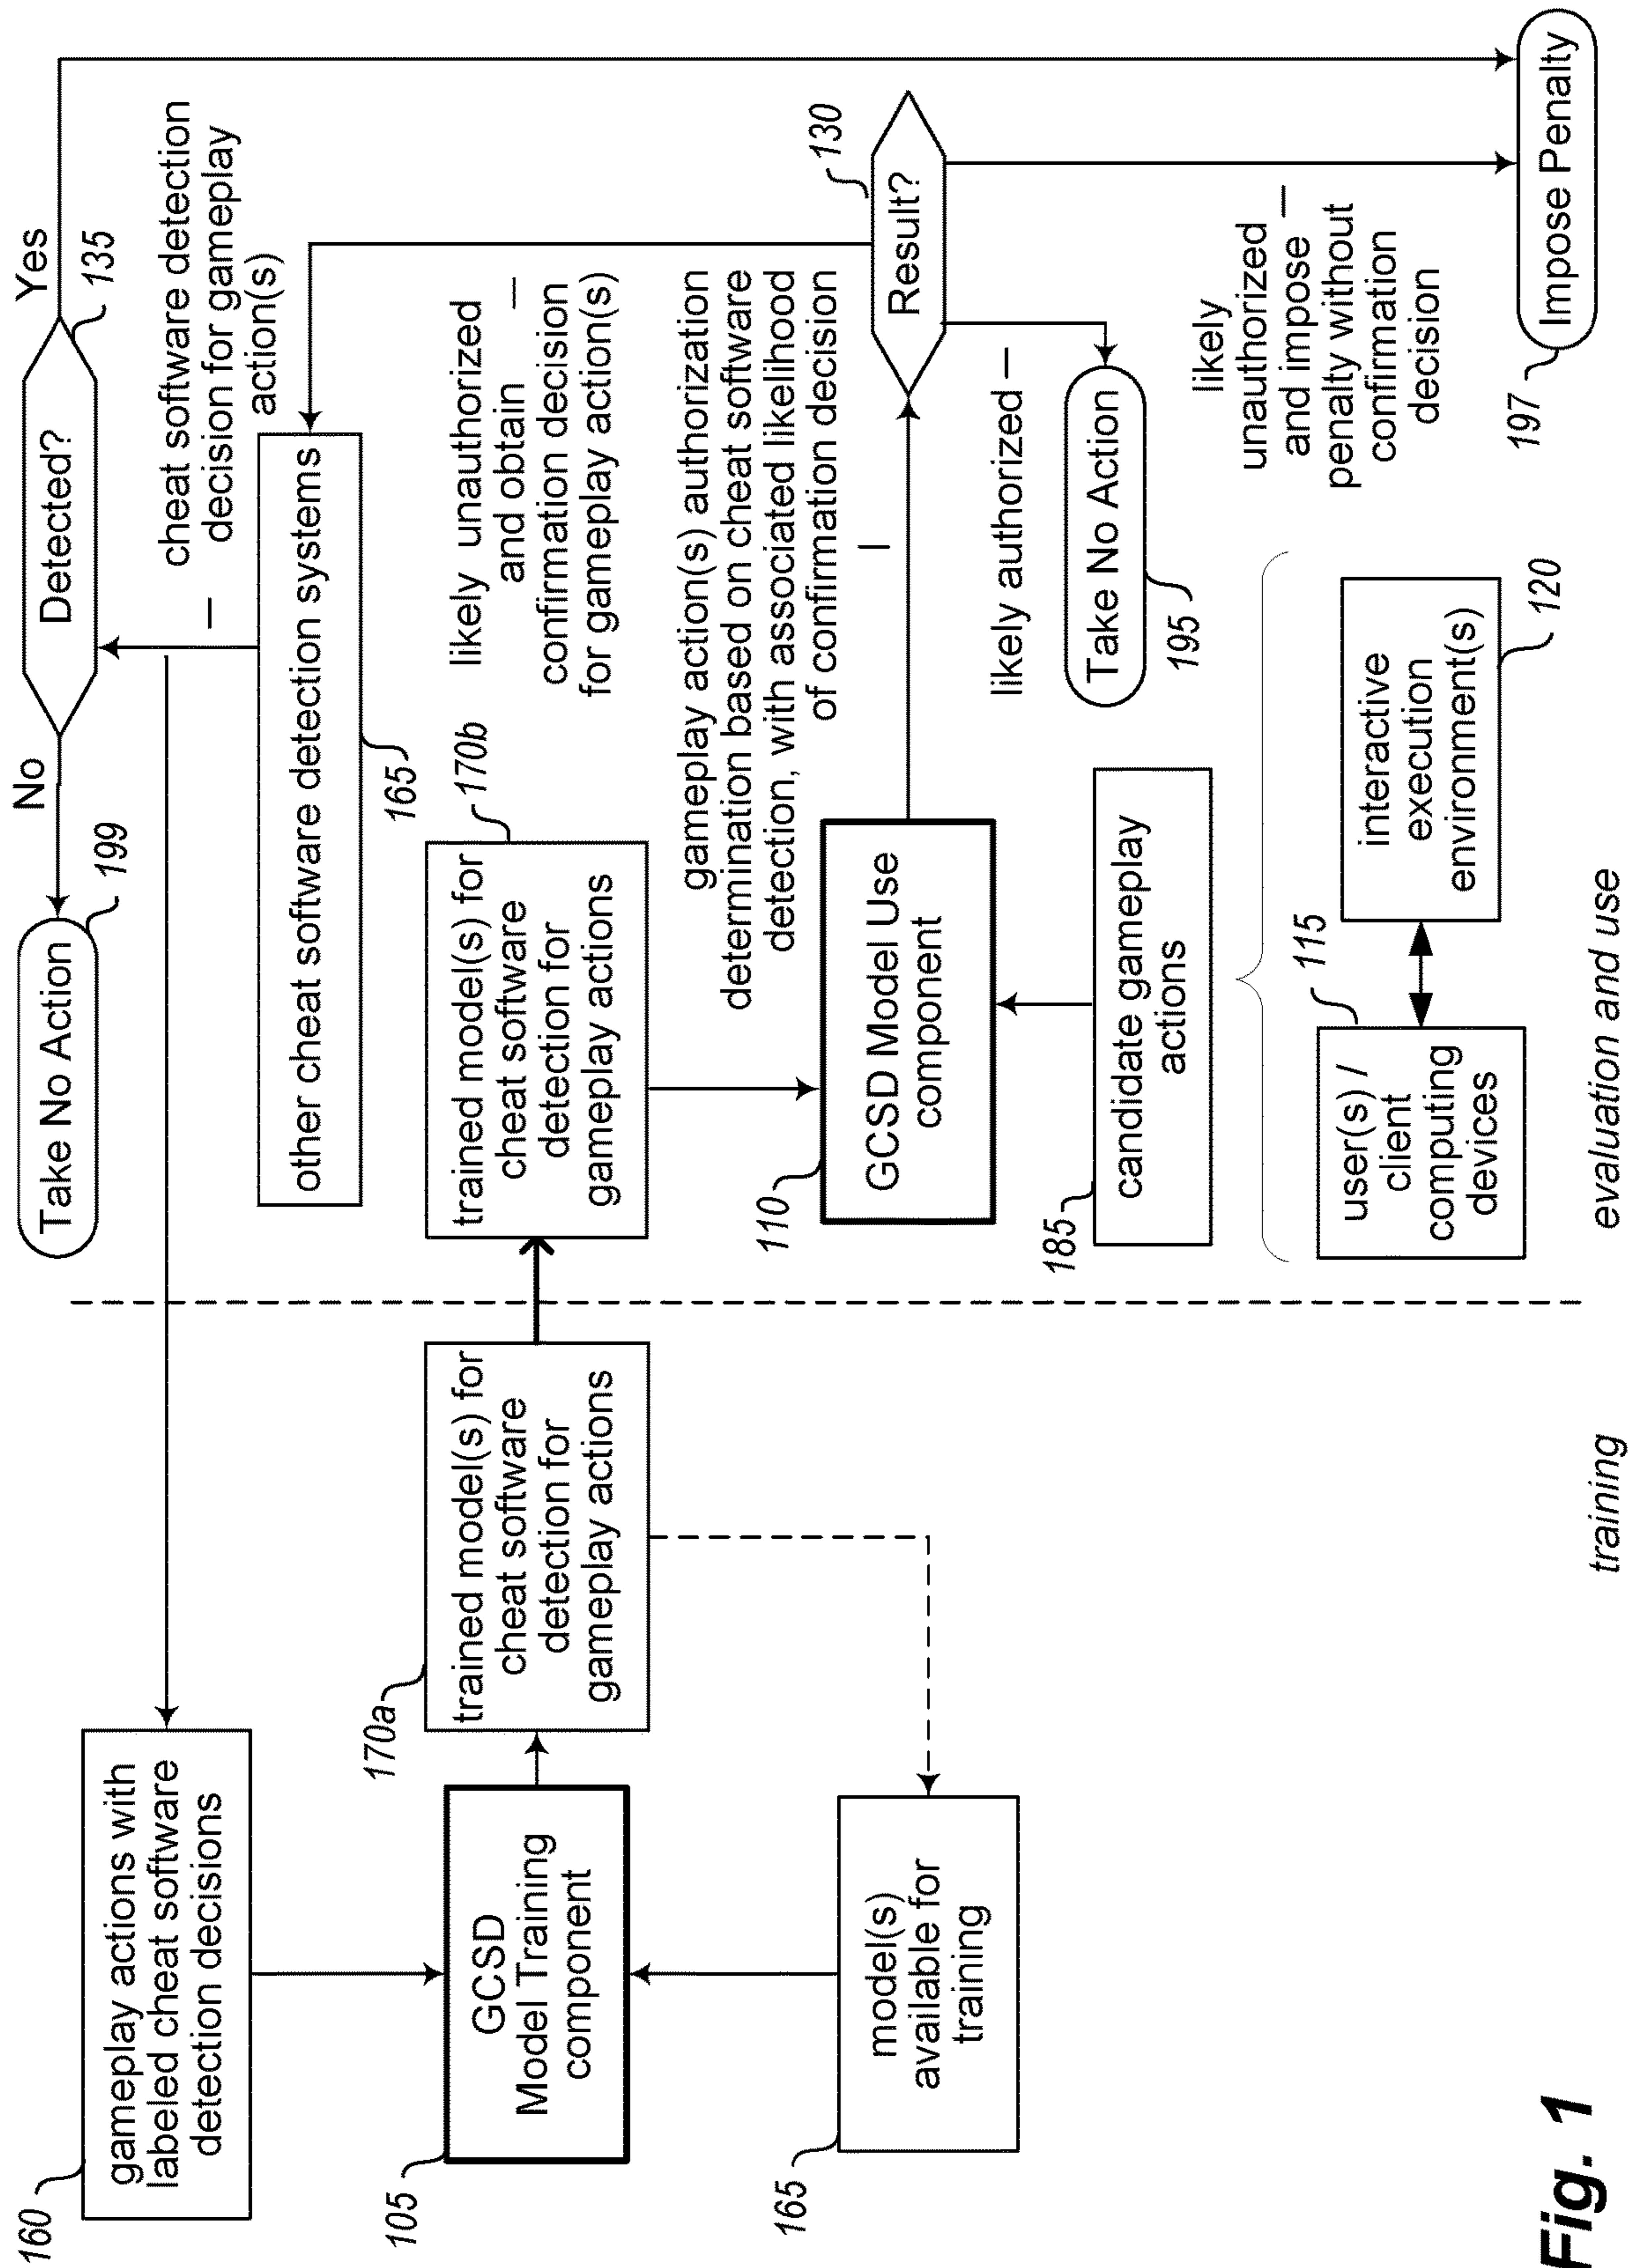 160
gameplay actions with
labeled cheat software
detection decisions
105
GCSD
Model Training
component
165
model(s)
available for
training
170a
trained model(s) for
cheat software
detection for
gameplay actions
training
No
Detected?
Yes
135
Take No Action
199
cheat software detection
— decision for gameplay
action(s)
other cheat software detection systems
165
likely unauthorized
and obtain —
confirmation decision
for gameplay action(s)
170b
trained model(s) for
cheat software
detection for
gameplay actions
gameplay action(s) authorization
determination based on cheat software
detection, with associated likelihood
of confirmation decision
110
GCSD Model Use
component
Result?
130
likely authorized —
Take No Action
195
185
candidate gameplay
actions
likely
unauthorized
and impose —
penalty without
confirmation
decision
115
user(s) /
client
computing
devices
interactive
execution
environment(s)
120
197
Impose Penalty
evaluation and use
Fig. 1